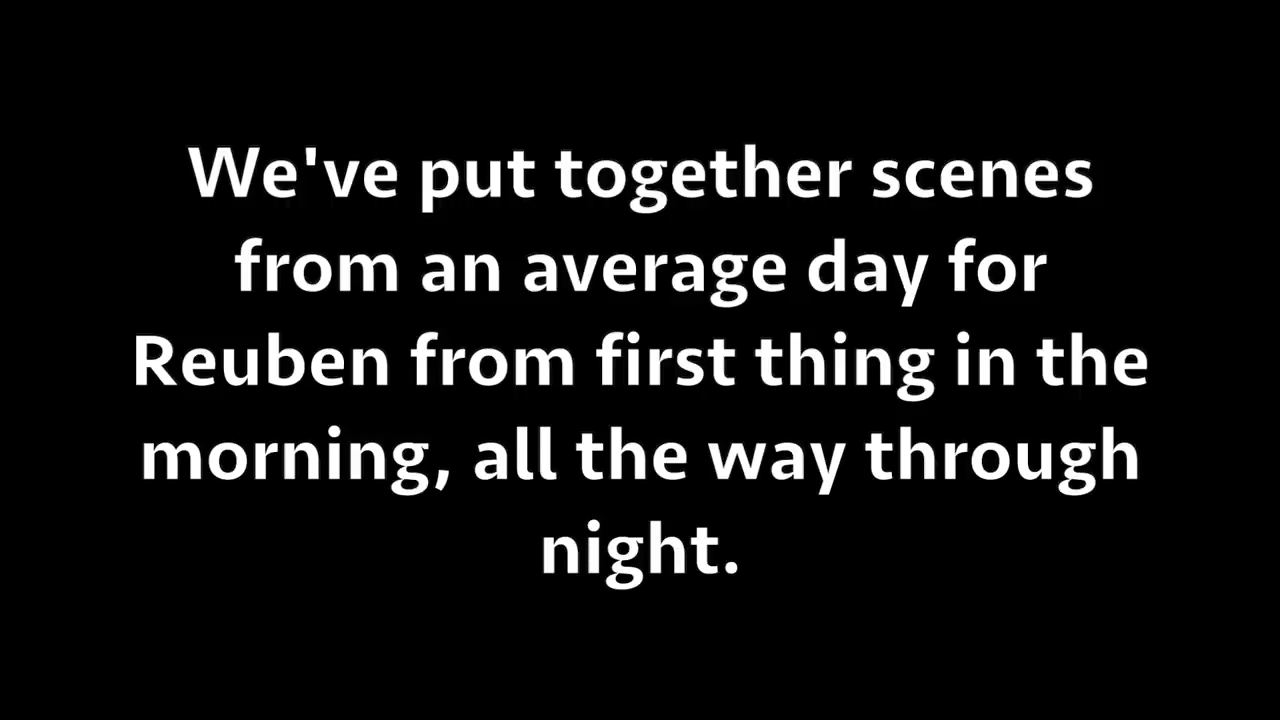 We've put together scenes
from an average day for
Reuben from first thing in the
morning, all the way through
night.